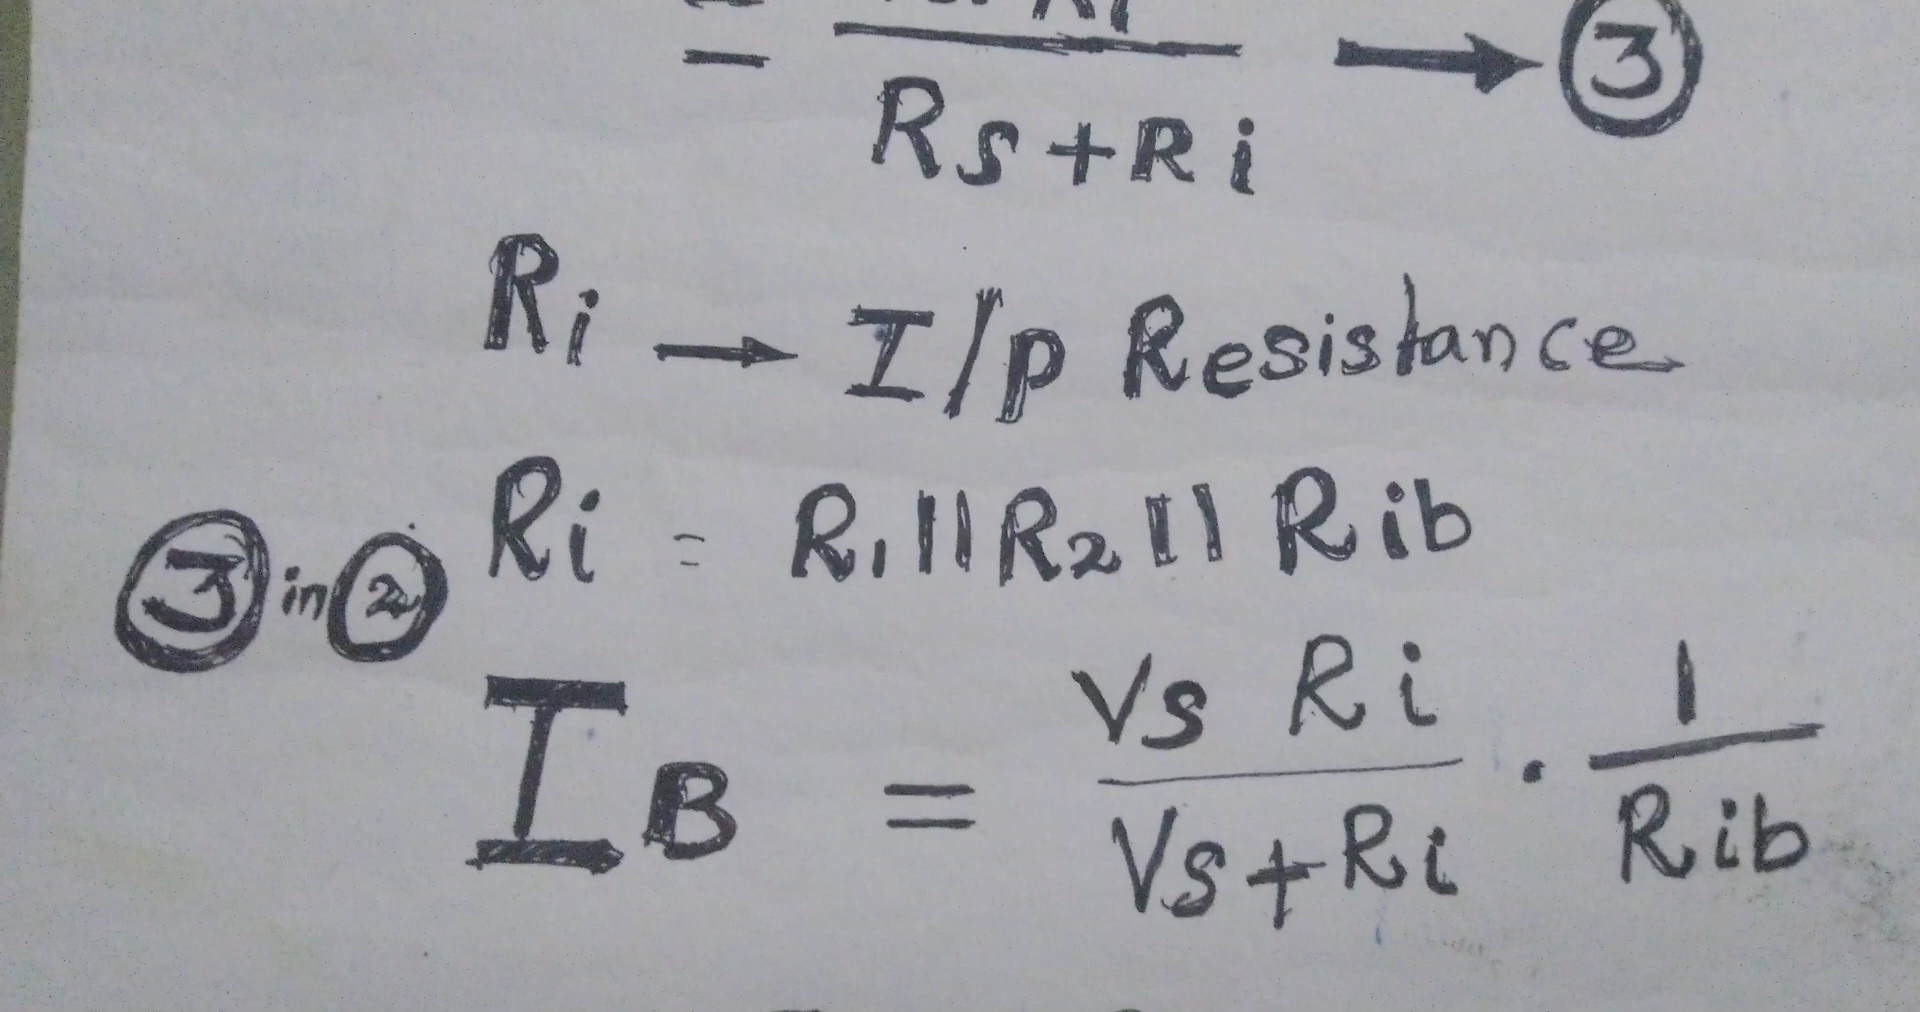 = ─── → ③
Rs + Ri
Ri → I/p Resistance
Ri = R1 || R2 || Rib
③ in ②
IB = Vs Ri / Vs + Ri . 1 / Rib